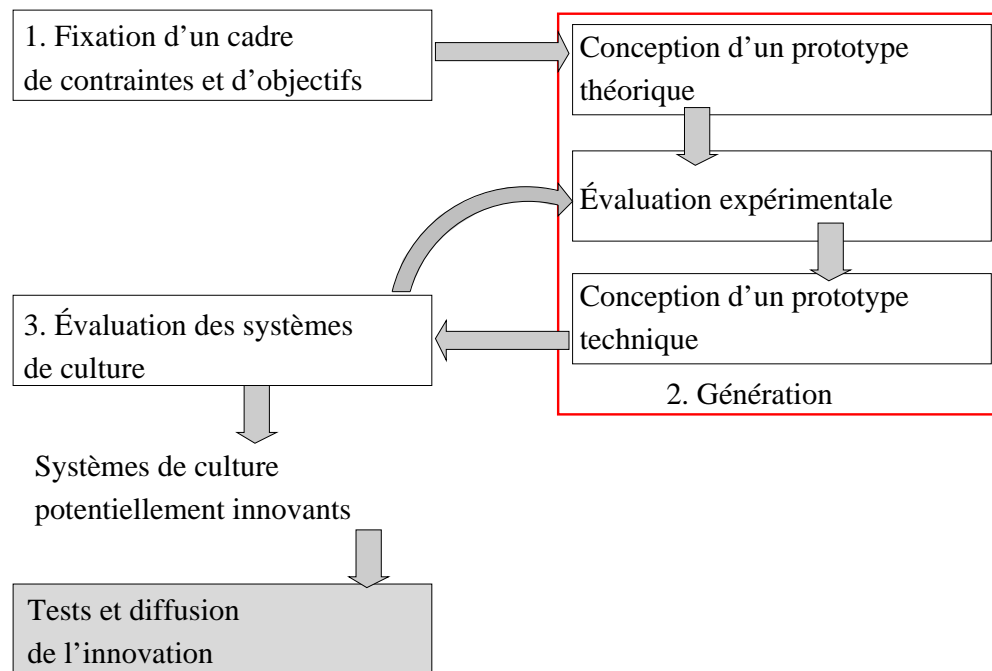 1. Fixation d’un cadre
de contraintes et d’objectifs
Conception d’un prototype
théorique
Évaluation expérimentale
Conception d’un prototype
technique
2. Génération
3. Évaluation des systèmes
de culture
Systèmes de culture
potentiellement innovants
Tests et diffusion
de l’innovation